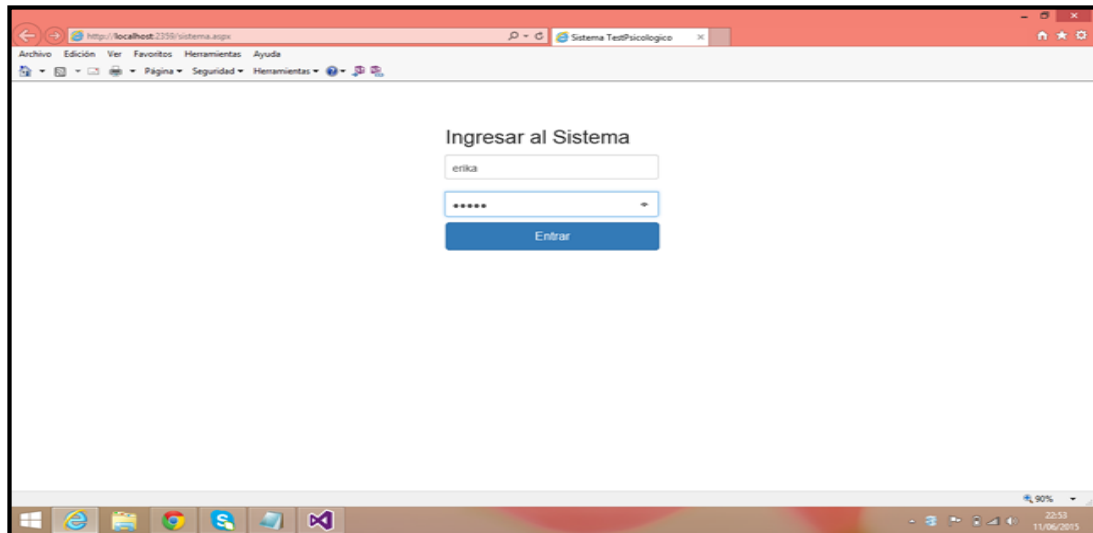 http://localhost:2359/sistema.aspx
Sistema TestPsicologico
Archivo Edición Ver Favoritos Herramientas Ayuda
Página Seguridad Herramientas
Ingresar al Sistema
erika
•••••
Entrar
90%
22:53
11/06/2015